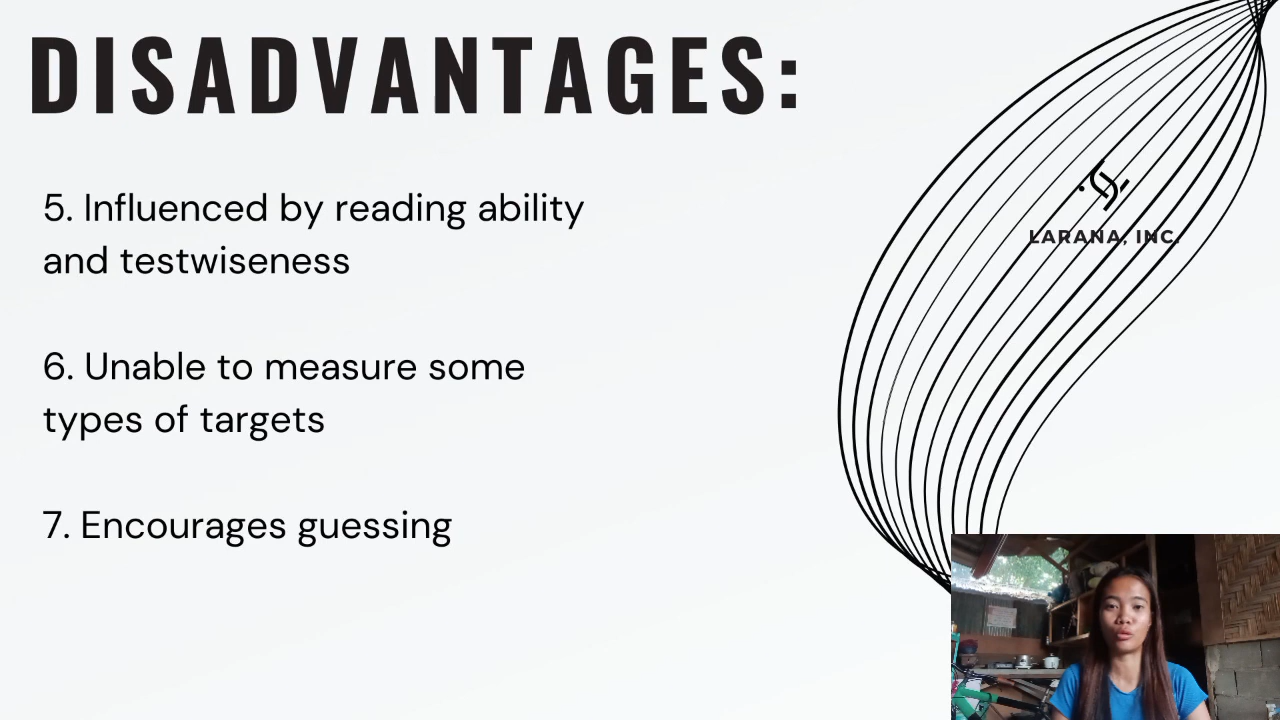 DISADVANTAGES:
LARANA, INC.
5. Influenced by reading ability
and testwiseness
6. Unable to measure some
types of targets
7. Encourages guessing